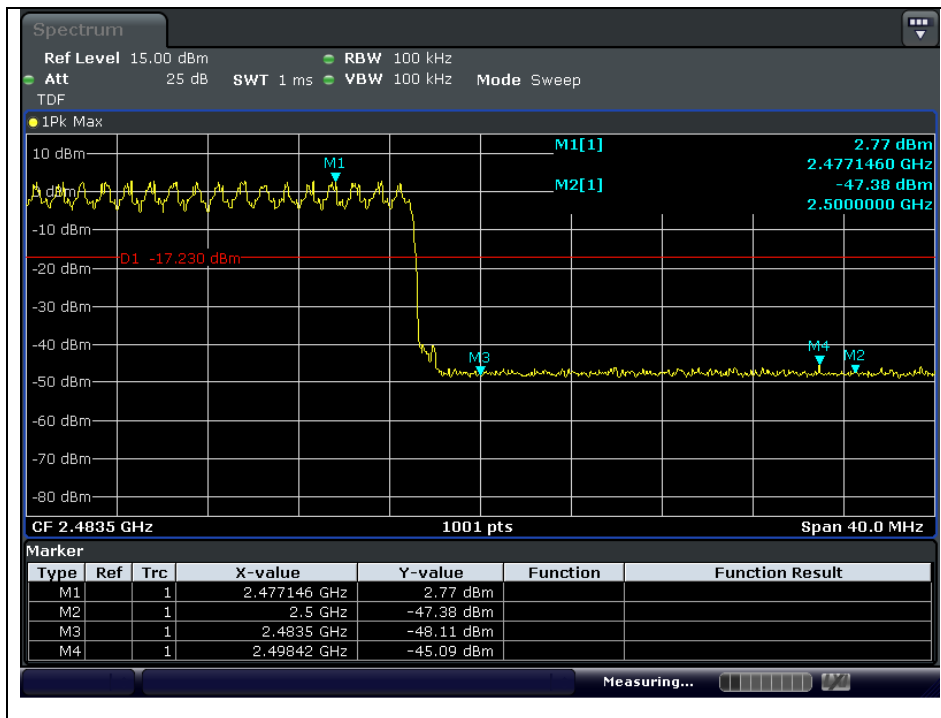 Spectrum
Ref Level 15.00 dBm RBW 100 kHz
Att 25 dB SWT 1 ms VBW 100 kHz Mode Sweep
TDF
1Pk Max
M1[1] 2.77 dBm
2.4771460 GHz
M2[1] -47.38 dBm
2.5000000 GHz
10 dBm
M1
0 dBm
-10 dBm
D1 -17.230 dBm
-20 dBm
-30 dBm
-40 dBm
M3
M4
M2
-50 dBm
-60 dBm
-70 dBm
-80 dBm
CF 2.4835 GHz 1001 pts Span 40.0 MHz
Marker
Type Ref Trc X-value Y-value Function Function Result
M1 1 2.477146 GHz 2.77 dBm
M2 1 2.5 GHz -47.38 dBm
M3 1 2.4835 GHz -48.11 dBm
M4 1 2.49842 GHz -45.09 dBm
Measuring...